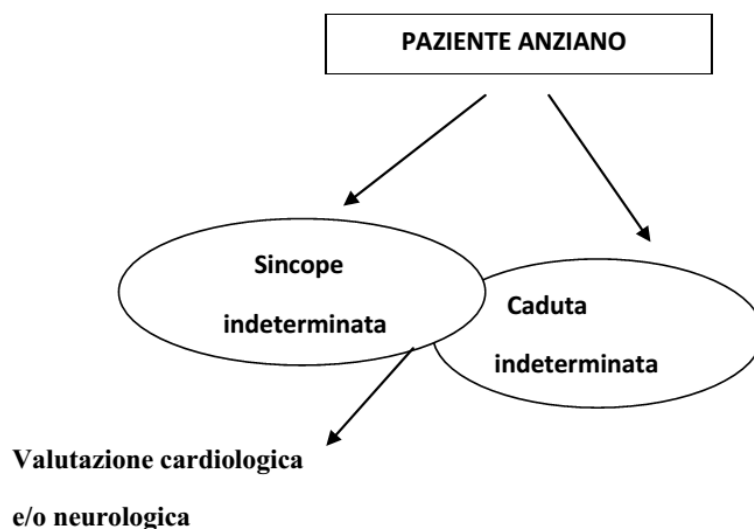 PAZIENTE ANZIANO
Sincope
indeterminata
Caduta
indeterminata
Valutazione cardiologica
e/o neurologica